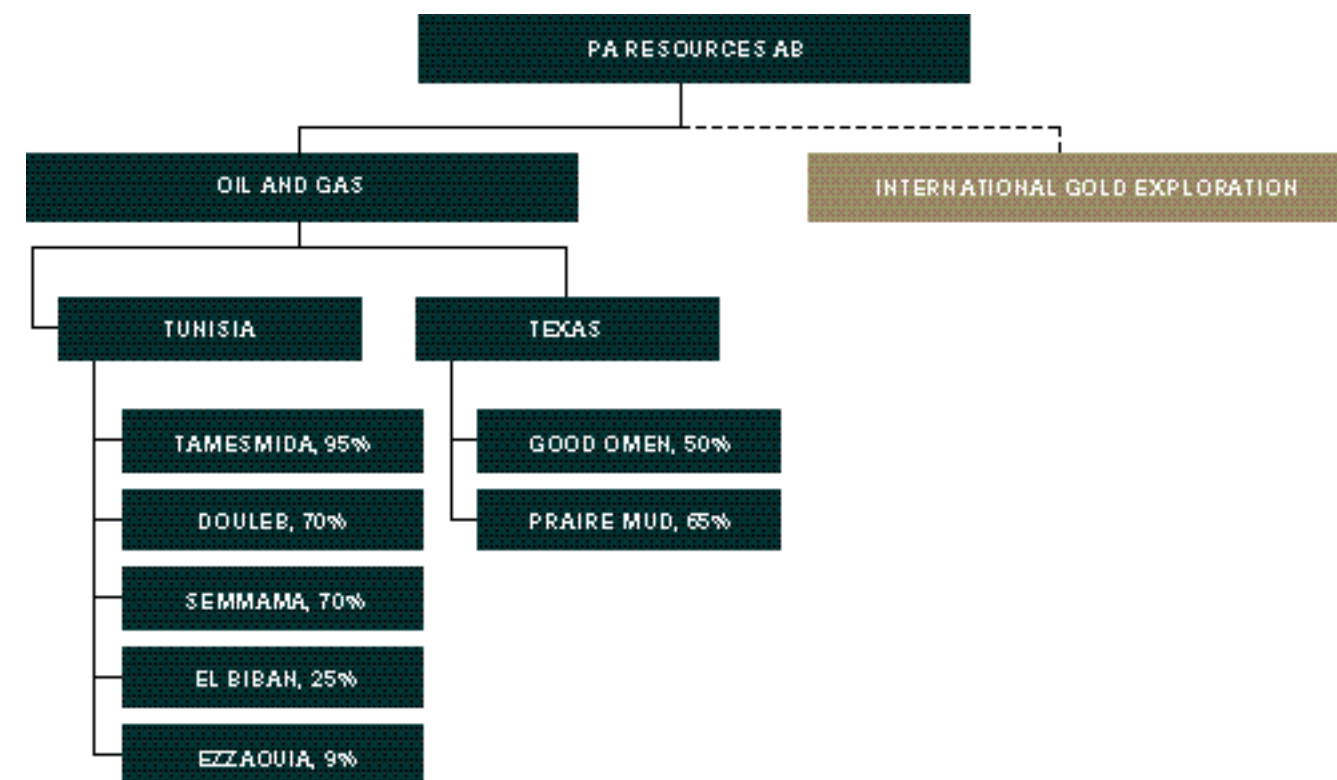 PA RESOURCES AB
OIL AND GAS
INTERNATIONAL GOLD EXPLORATION
TUNISIA
TEXAS
TAMESMIDA, 95%
GOOD OMEN, 50%
DOULEB, 70%
PRAIRE MUD, 65%
SEMMAMA, 70%
EL BIBAN, 25%
EZZAOUIA, 9%